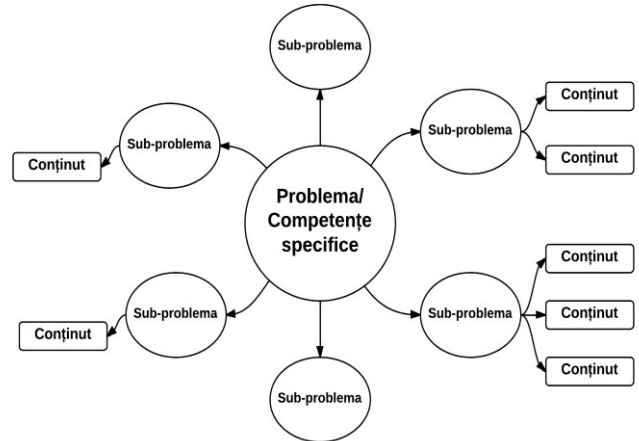 Sub-problema
Conținut
Sub-problema
Conținut
Sub-problema
Conținut
Problema/
Competențe
specifice
Conținut
Sub-problema
Sub-problema
Conținut
Conținut
Conținut
Sub-problema